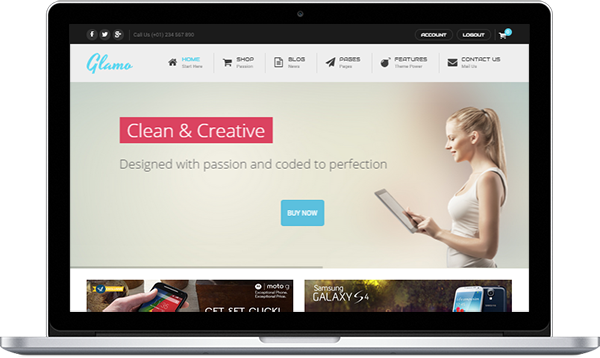 Call Us (+01) 234 567 890
ACCOUNT
LOGOUT
Glamo
HOME
Start Here
SHOP
Passion
BLOG
News
PAGES
Pages
FEATURES
Theme Power
CONTACT US
Mail Us
Clean & Creative
Designed with passion and coded to perfection
BUY NOW
moto g
Exceptional Phone.
Exceptional Price.
GET SET CLICK!
Samsung
GALAXY S4